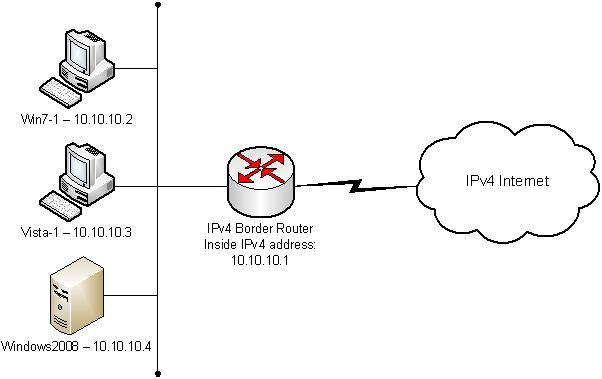 Win7-1 – 10.10.10.2
Vista-1 – 10.10.10.3
Windows2008 – 10.10.10.4
IPv4 Border Router
Inside IPv4 address:
10.10.10.1
IPv4 Internet